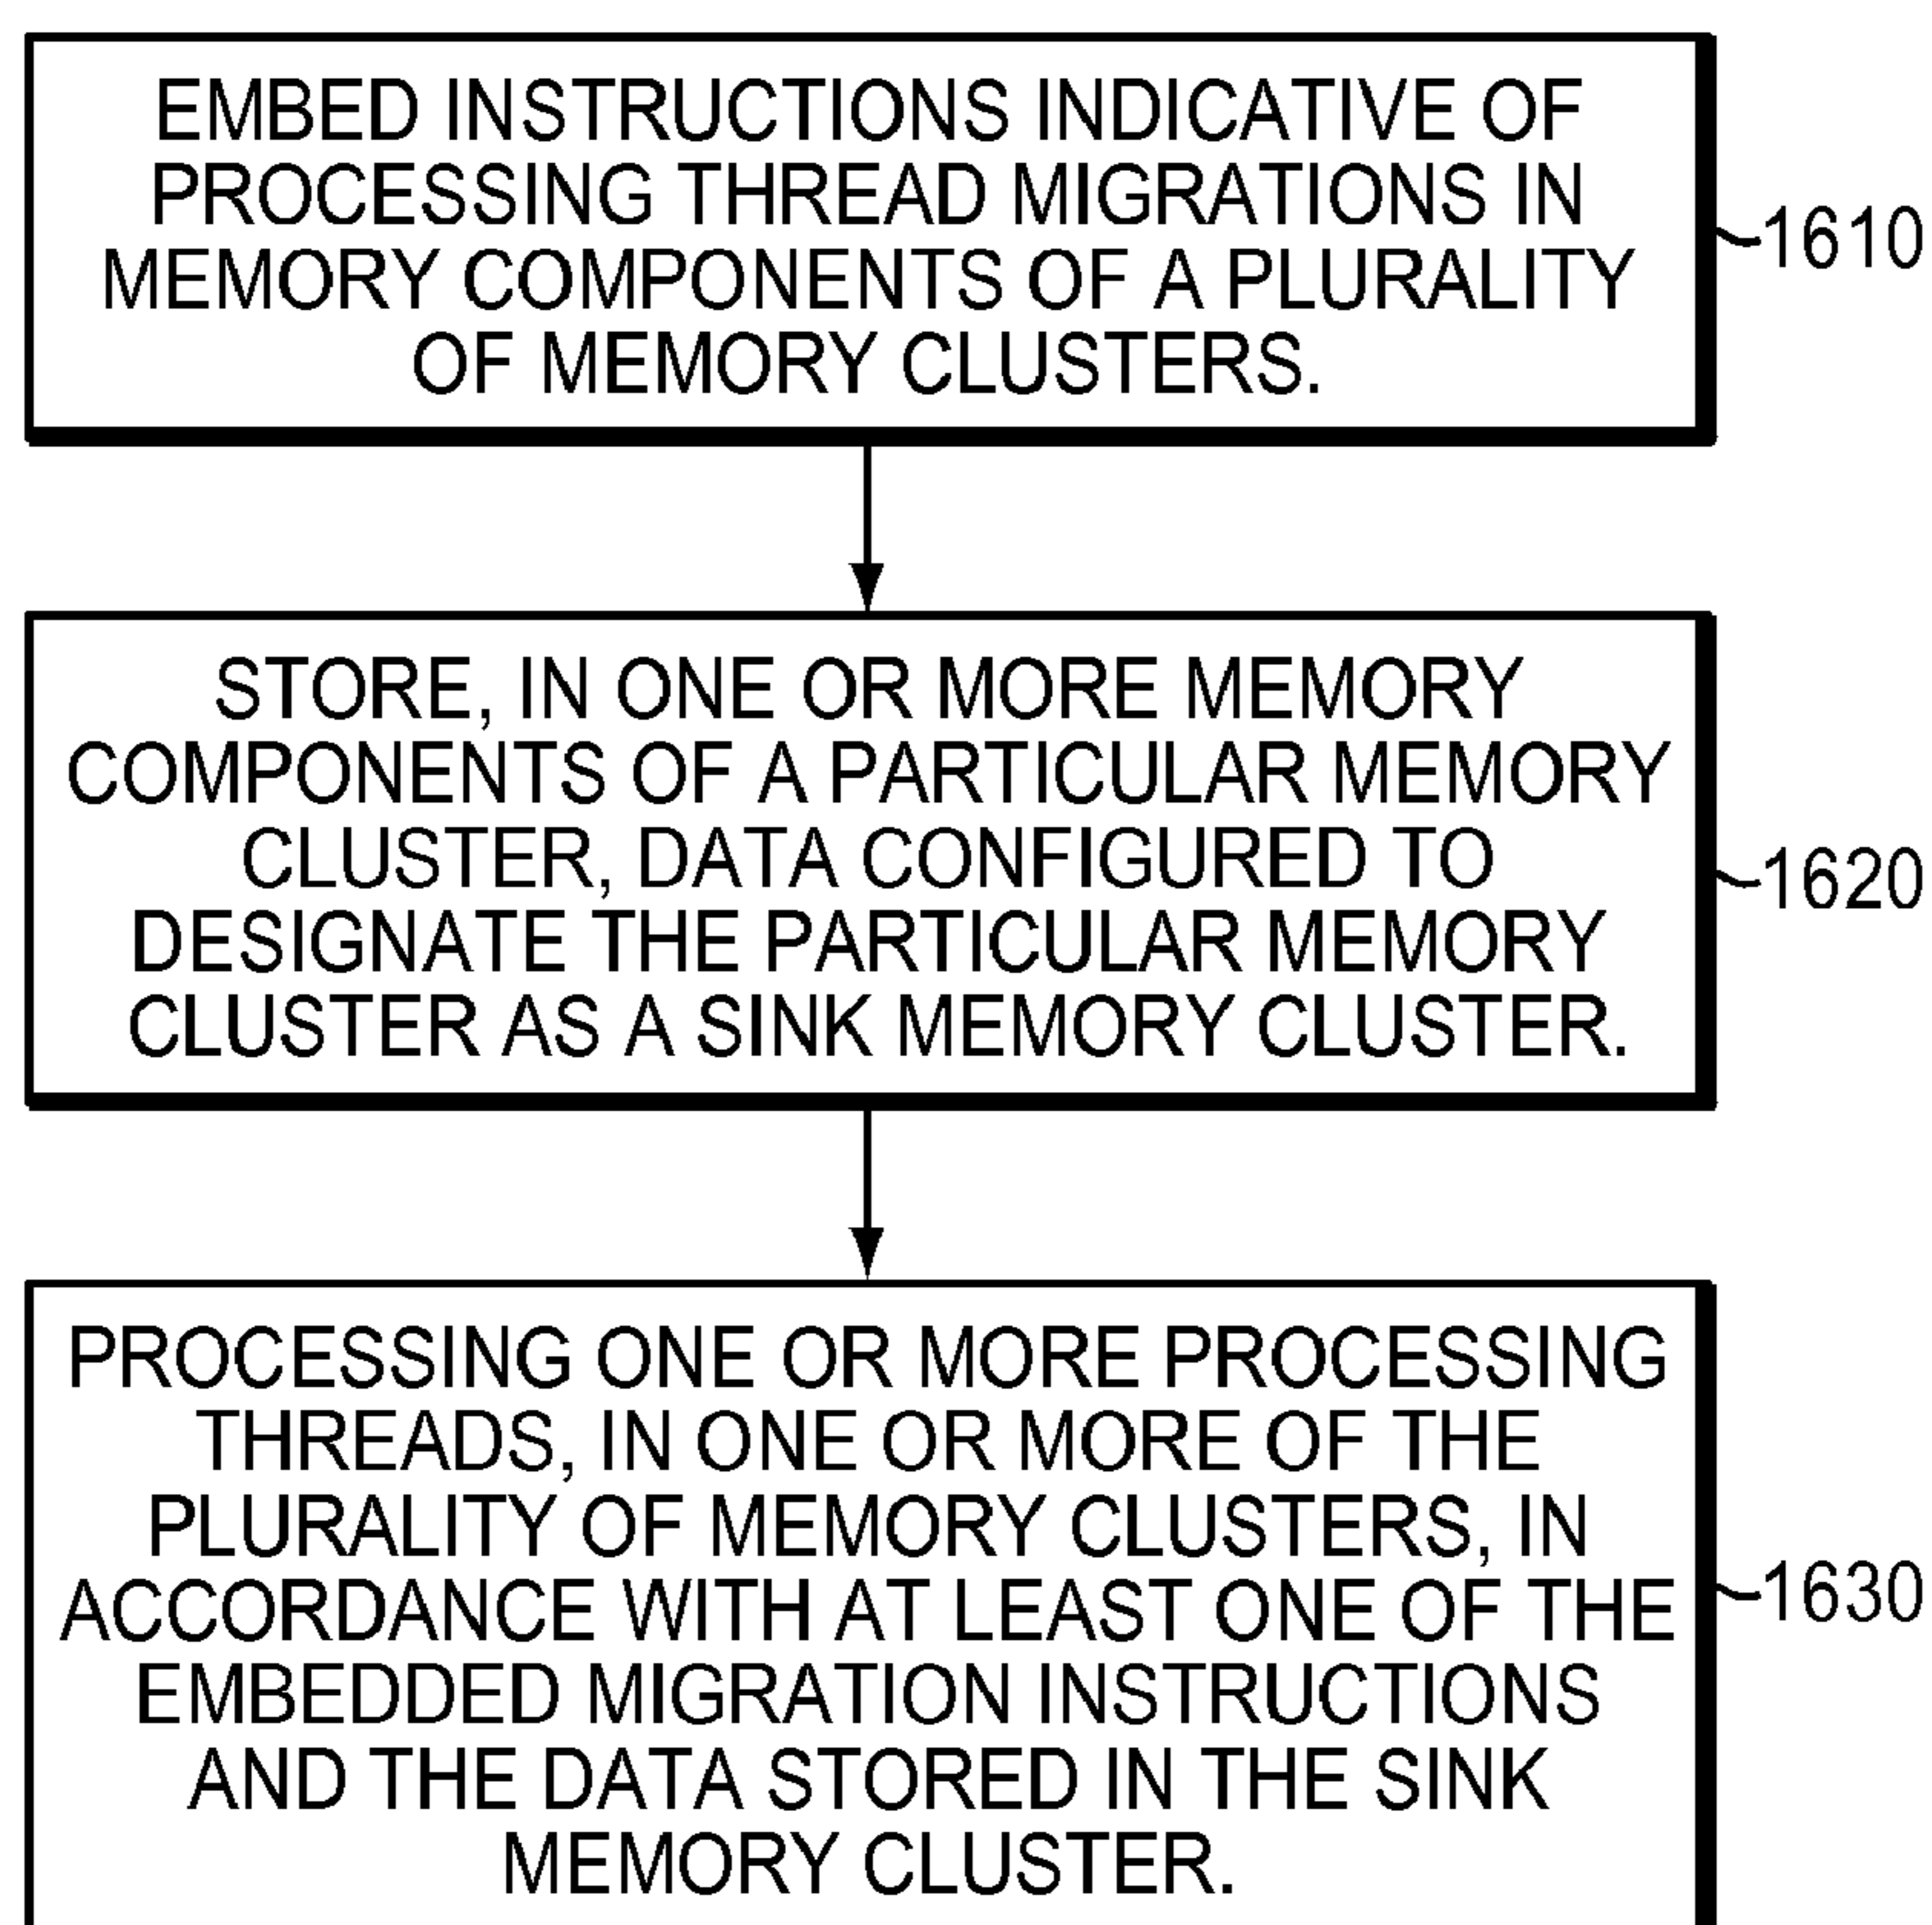 EMBED INSTRUCTIONS INDICATIVE OF
PROCESSING THREAD MIGRATIONS IN
MEMORY COMPONENTS OF A PLURALITY
OF MEMORY CLUSTERS.
1610
STORE, IN ONE OR MORE MEMORY
COMPONENTS OF A PARTICULAR MEMORY
CLUSTER, DATA CONFIGURED TO
DESIGNATE THE PARTICULAR MEMORY
CLUSTER AS A SINK MEMORY CLUSTER.
1620
PROCESSING ONE OR MORE PROCESSING
THREADS, IN ONE OR MORE OF THE
PLURALITY OF MEMORY CLUSTERS, IN
ACCORDANCE WITH AT LEAST ONE OF THE
EMBEDDED MIGRATION INSTRUCTIONS
AND THE DATA STORED IN THE SINK
MEMORY CLUSTER.
1630